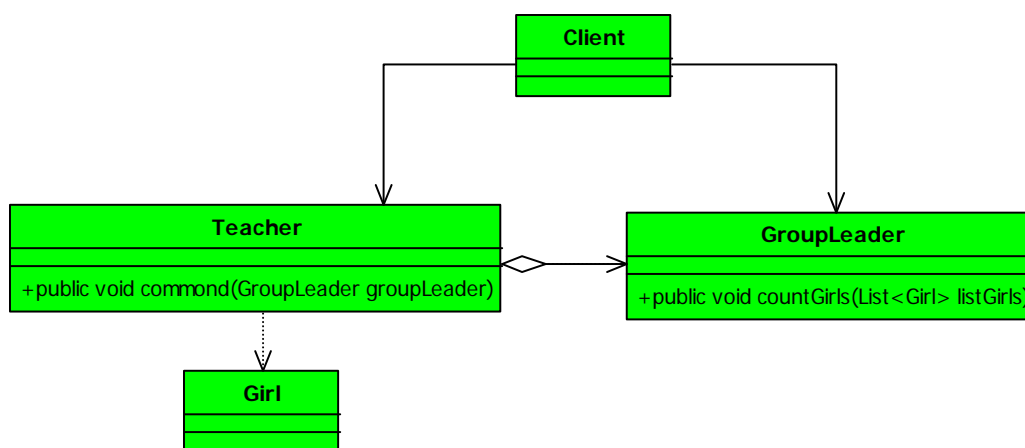 Client
Teacher
+public void commond(GroupLeader groupLeader)
GroupLeader
+public void countGirls(List<Girl> listGirls)
Girl